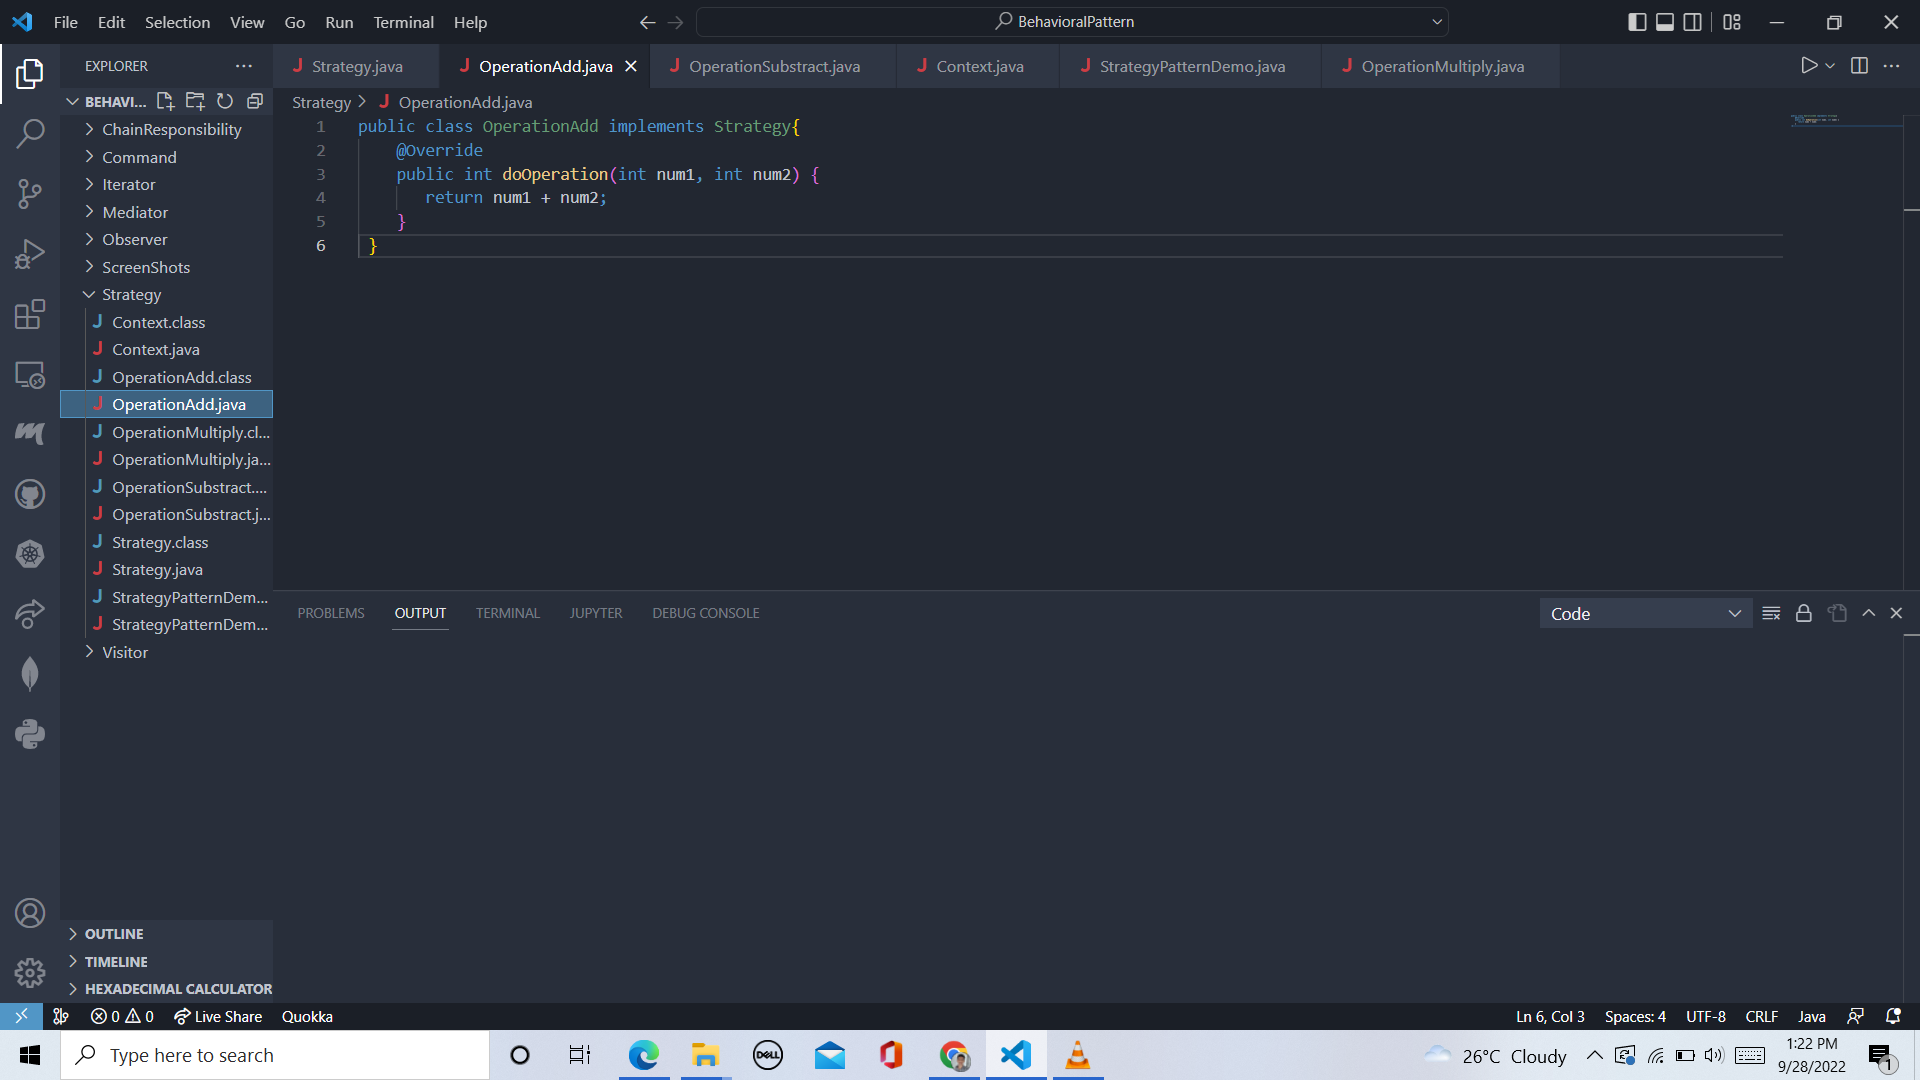 File Edit Selection View Go Run Terminal Help
BehavioralPattern
EXPLORER
Strategy.java OperationAdd.java OperationSubstract.java Context.java StrategyPatternDemo.java OperationMultiply.java
BEHAVI...
ChainResponsibility
Command
Iterator
Mediator
Observer
ScreenShots
Strategy
Context.class
Context.java
OperationAdd.class
OperationAdd.java
OperationMultiply.cl...
OperationMultiply.ja...
OperationSubstract....
OperationSubstract.j...
Strategy.class
Strategy.java
StrategyPatternDem...
StrategyPatternDem...
Visitor
OUTLINE
TIMELINE
HEXADECIMAL CALCULATOR
Strategy > OperationAdd.java
1 public class OperationAdd implements Strategy{
2 @Override
3 public int doOperation(int num1, int num2) {
4 return num1 + num2;
5 }
6 }
PROBLEMS OUTPUT TERMINAL JUPYTER DEBUG CONSOLE
Code
0 0 Live Share Quokka
Ln 6, Col 3 Spaces: 4 UTF-8 CRLF Java
Type here to search
DELL
26°C Cloudy
1:22 PM
9/28/2022
1